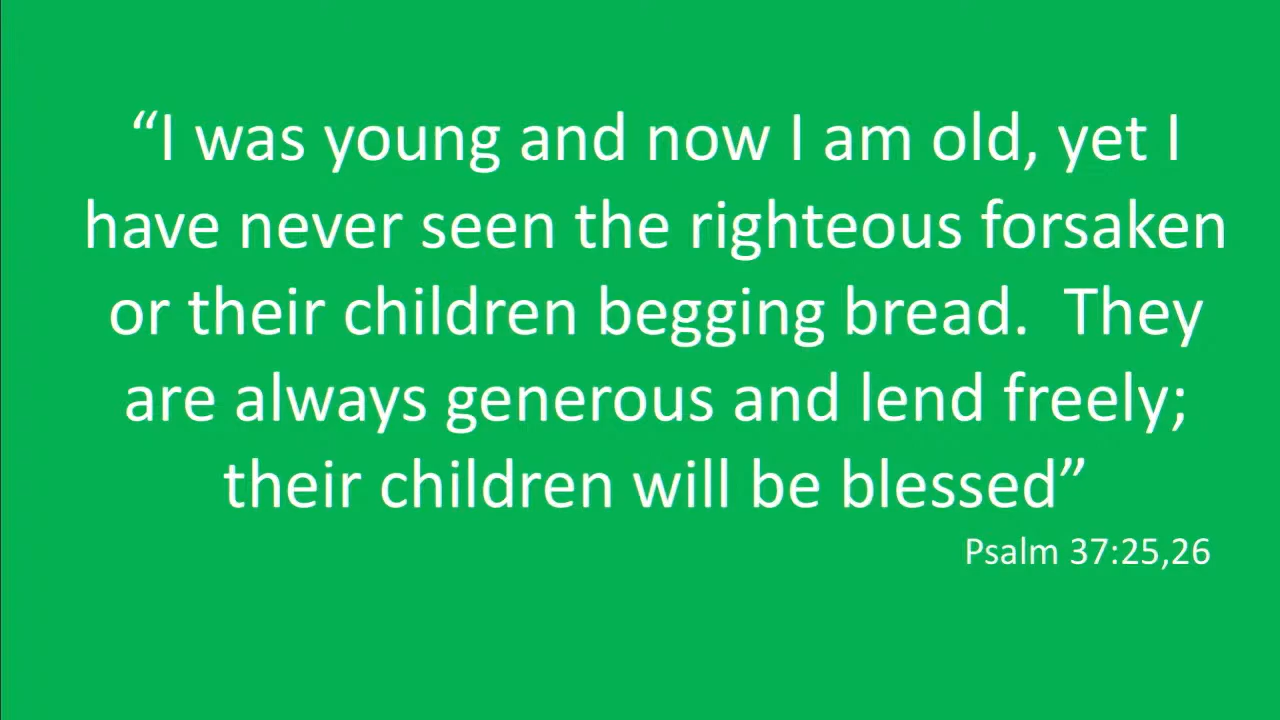 “I was young and now I am old, yet I
have never seen the righteous forsaken
or their children begging bread.  They
are always generous and lend freely;
their children will be blessed”
Psalm 37:25,26